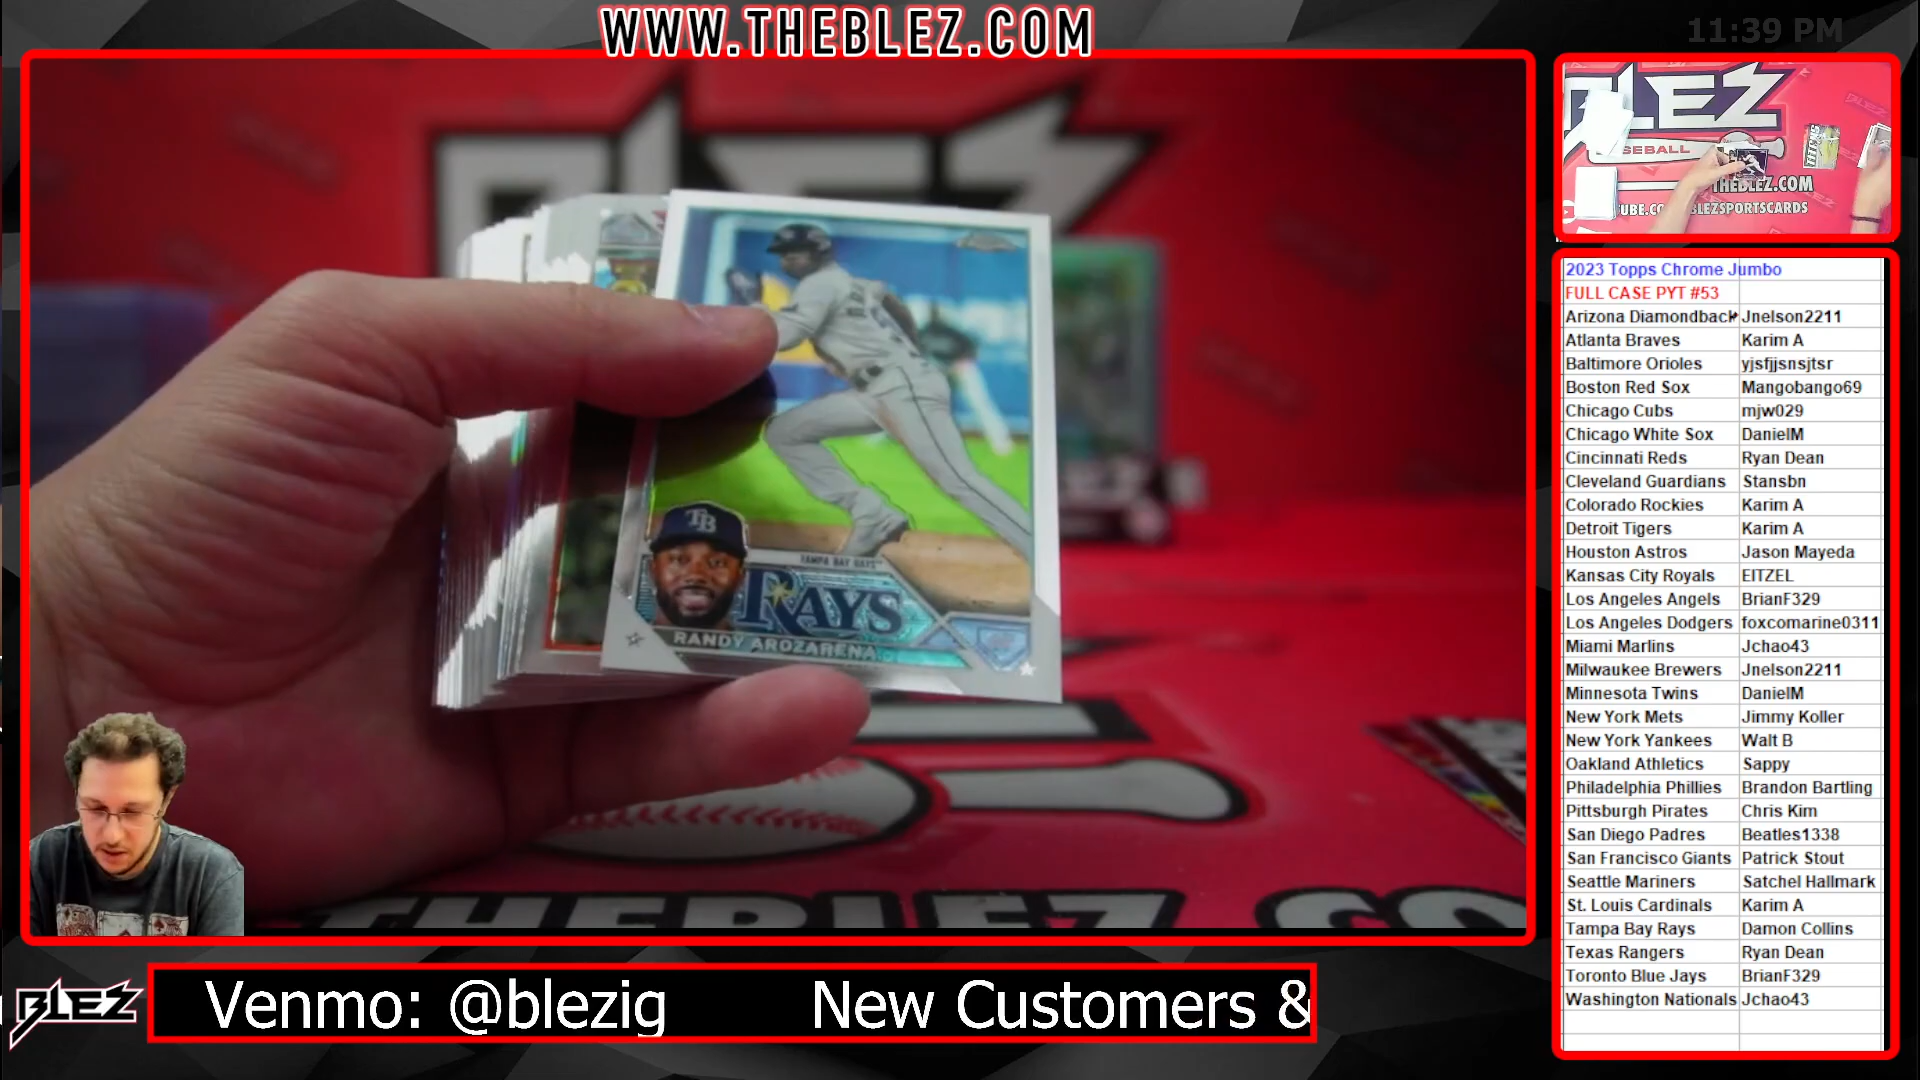 WWW.THEBLEZ.COM
11:39 PM
BLEZ
TAMPA BAY RAYS
RAYS
RANDY AROZARENA
TB
THEBLEZ CO
BLEZ
BASEBALL
THEBLEZ.COM
TUBE.CO BLEZSPORTSCARDS
2023 Topps Chrome Jumbo
FULL CASE PYT #53
Arizona Diamondback Jnelson2211
Atlanta Braves Karim A
Baltimore Orioles yjsfjjsnsjtsr
Boston Red Sox Mangobango69
Chicago Cubs mjw029
Chicago White Sox DanielM
Cincinnati Reds Ryan Dean
Cleveland Guardians Stansbn
Colorado Rockies Karim A
Detroit Tigers Karim A
Houston Astros Jason Mayeda
Kansas City Royals EITZEL
Los Angeles Angels BrianF329
Los Angeles Dodgers foxcomarine0311
Miami Marlins Jchao43
Milwaukee Brewers Jnelson2211
Minnesota Twins DanielM
New York Mets Jimmy Koller
New York Yankees Walt B
Oakland Athletics Sappy
Philadelphia Phillies Brandon Bartling
Pittsburgh Pirates Chris Kim
San Diego Padres Beatles1338
San Francisco Giants Patrick Stout
Seattle Mariners Satchel Hallmark
St. Louis Cardinals Karim A
Tampa Bay Rays Damon Collins
Texas Rangers Ryan Dean
Toronto Blue Jays BrianF329
Washington Nationals Jchao43
BLEZ
Venmo: @blezig New Customers &